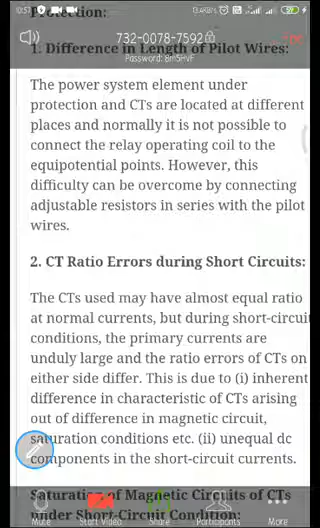 10:57
Protection:
732-0078-7592
Password: 8m5HvF
1. Difference in Length of Pilot Wires:
The power system element under
protection and CTs are located at different
places and normally it is not possible to
connect the relay operating coil to the
equipotential points. However, this
difficulty can be overcome by connecting
adjustable resistors in series with the pilot
wires.
2. CT Ratio Errors during Short Circuits:
The CTs used may have almost equal ratio
at normal currents, but during short-circuit
conditions, the primary currents are
unduly large and the ratio errors of CTs on
either side differ. This is due to (i) inherent
difference in characteristic of CTs arising
out of difference in magnetic circuit,
saturation conditions etc. (ii) unequal dc
components in the short-circuit currents.
Saturation of Magnetic Circuits of CTs
under Short-Circuit Condition:
Mute Start Video Share Participants More